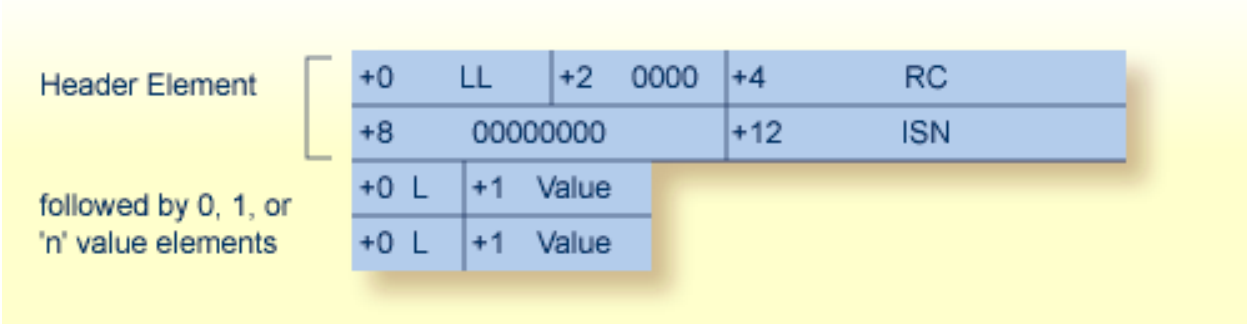 Header Element
+0 LL +2 0000 +4 RC
+8 00000000 +12 ISN
followed by 0, 1, or
'n' value elements
+0 L +1 Value
+0 L +1 Value